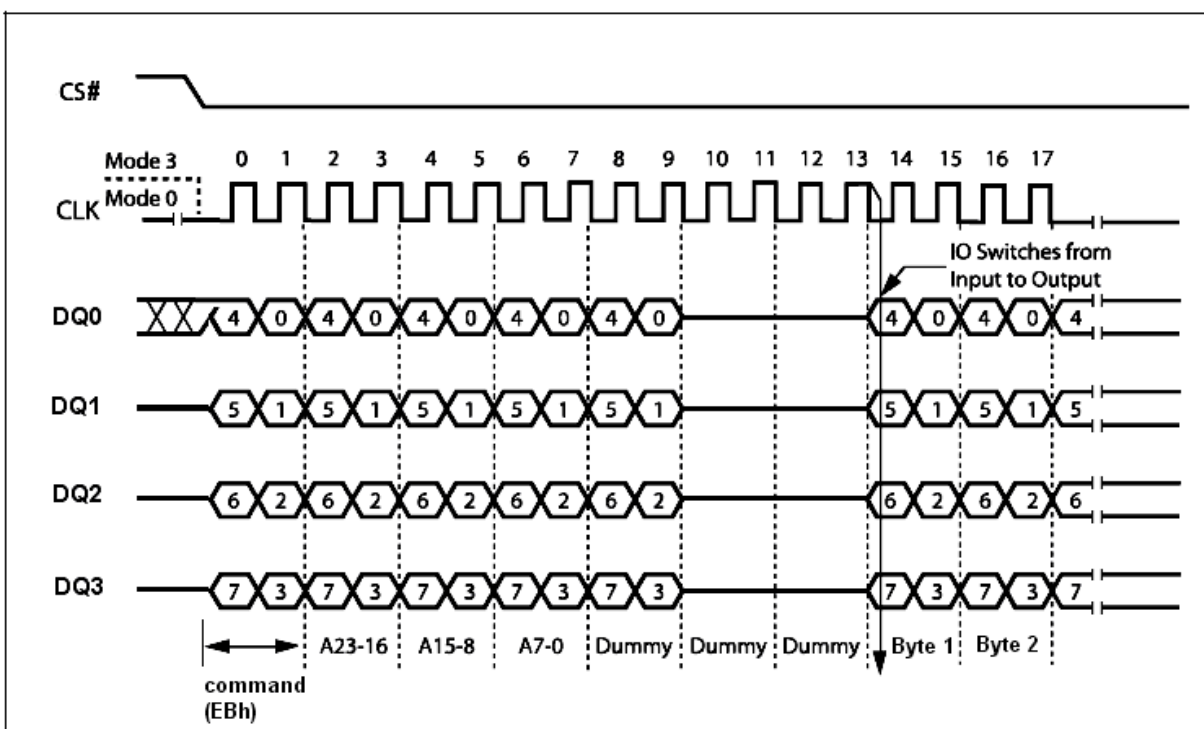 CS#
Mode 3
0 1 2 3 4 5 6 7 8 9 10 11 12 13 14 15 16 17
CLK
Mode 0
IO Switches from
Input to Output
DQ0
4 0 4 0 4 0 4 0 4 0 4 0 4 0 4
DQ1
5 1 5 1 5 1 5 1 5 1 5 1 5 1 5
DQ2
6 2 6 2 6 2 6 2 6 2 6 2 6 2 6
DQ3
7 3 7 3 7 3 7 3 7 3 7 3 7 3 7
A23-16 A15-8 A7-0 Dummy Dummy Dummy Byte 1 Byte 2
command
(EBh)